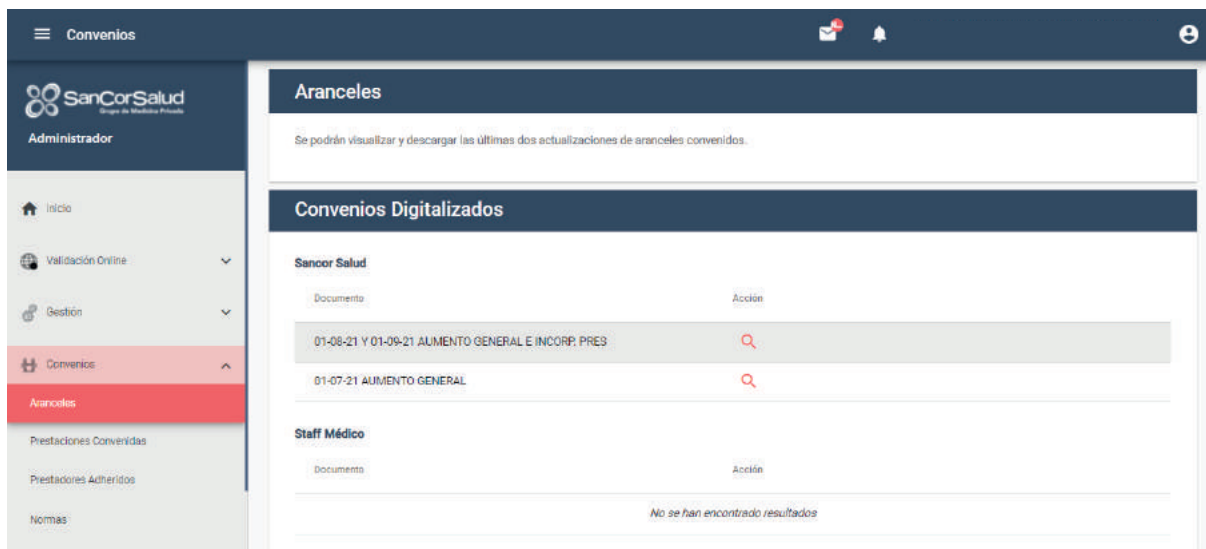 Convenios
SanCorSalud
Grupo de Medicina Privada
Administrador
Inicio
Validación Online
Gestión
Convenios
Aranceles
Prestaciones Convenidas
Prestadores Adheridos
Normas
Aranceles
Se podrán visualizar y descargar las últimas dos actualizaciones de aranceles convenidos.
Convenios Digitalizados
Sancor Salud
Documento Acción
01-08-21 Y 01-09-21 AUMENTO GENERAL E INCORP. PRES
01-07-21 AUMENTO GENERAL
Staff Médico
Documento Acción
No se han encontrado resultados